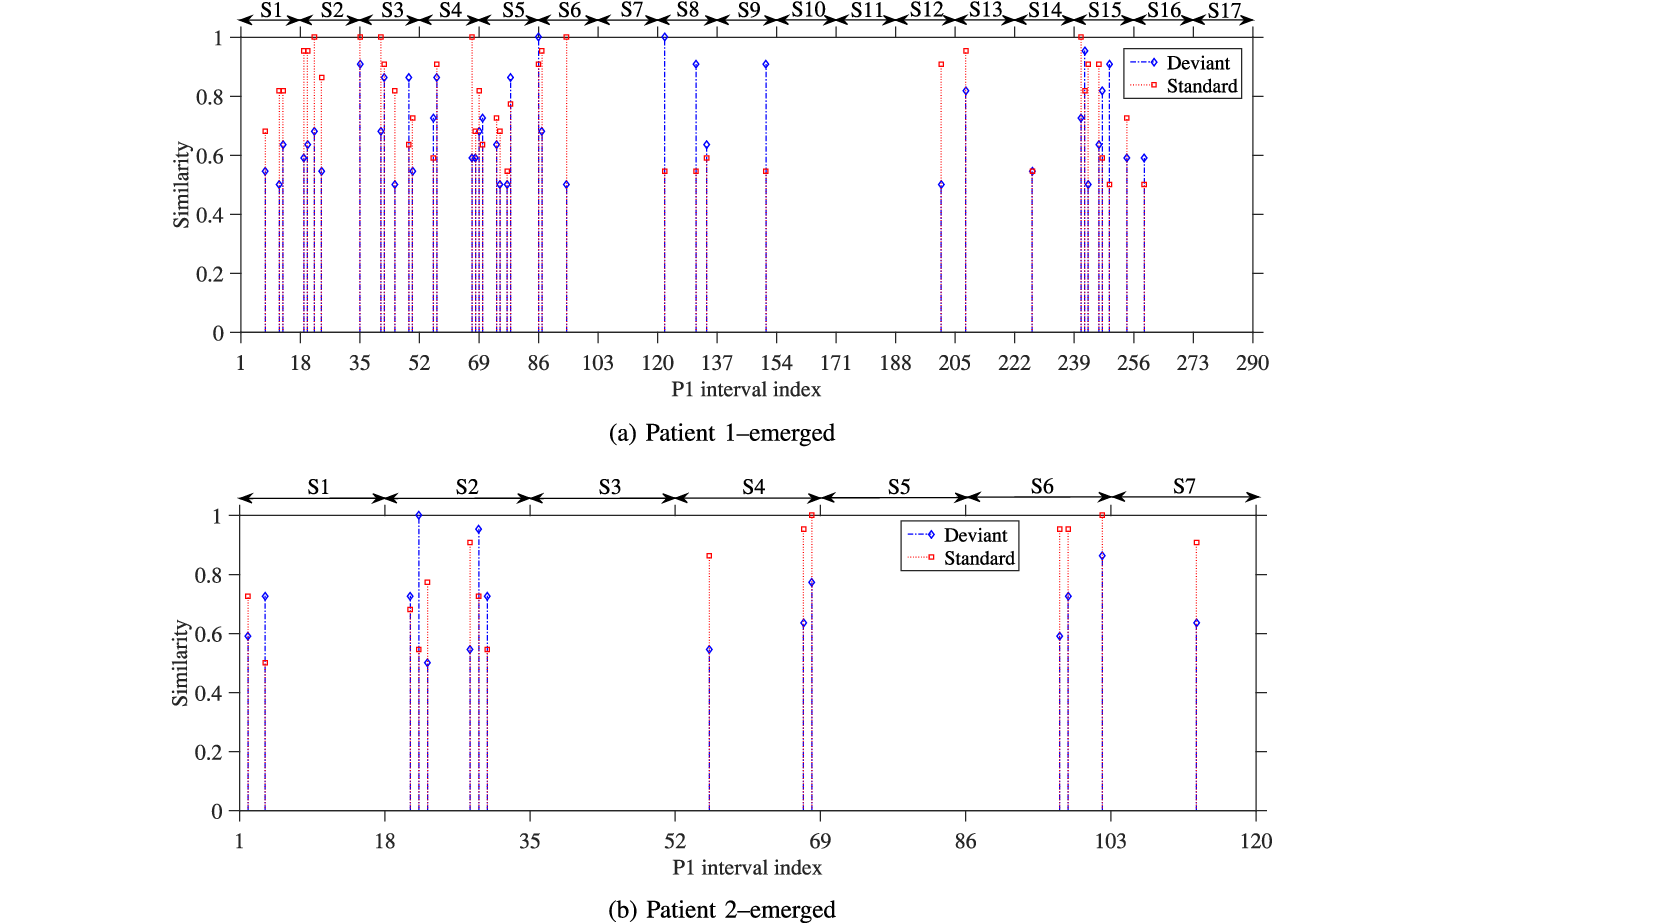 S1 S2 S3 S4 S5 S6 S7 S8 S9 S10 S11 S12 S13 S14 S15 S16 S17
1
0.8
0.6
0.4
0.2
0
Similarity
Deviant
Standard
1 18 35 52 69 86 103 120 137 154 171 188 205 222 239 256 273 290
P1 interval index
(a) Patient 1–emerged
S1 S2 S3 S4 S5 S6 S7
1
0.8
0.6
0.4
0.2
0
Similarity
Deviant
Standard
1 18 35 52 69 86 103 120
P1 interval index
(b) Patient 2–emerged